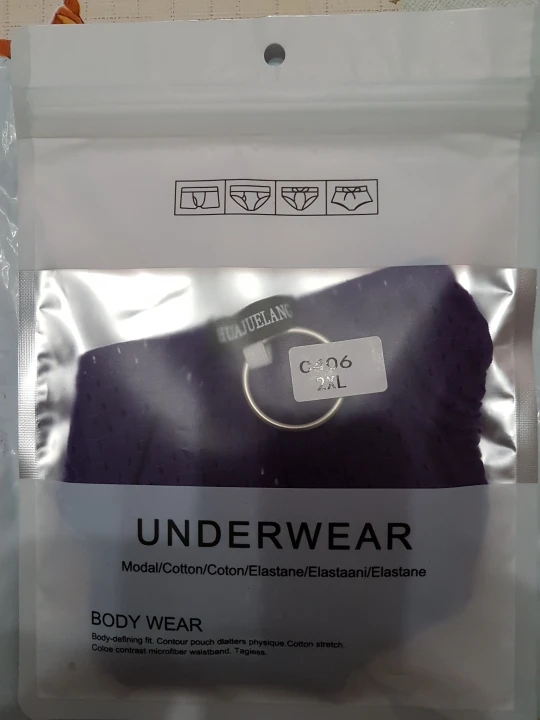 HUAJUELANG
C406
2XL
UNDERWEAR
Modal/Cotton/Coton/Elastane/Elastaani/Elastane
BODY WEAR
Body-defining fit. Contour pouch dlatters physique.Cotton stretch.
Colos contrast microfiber waistband. Tagless.